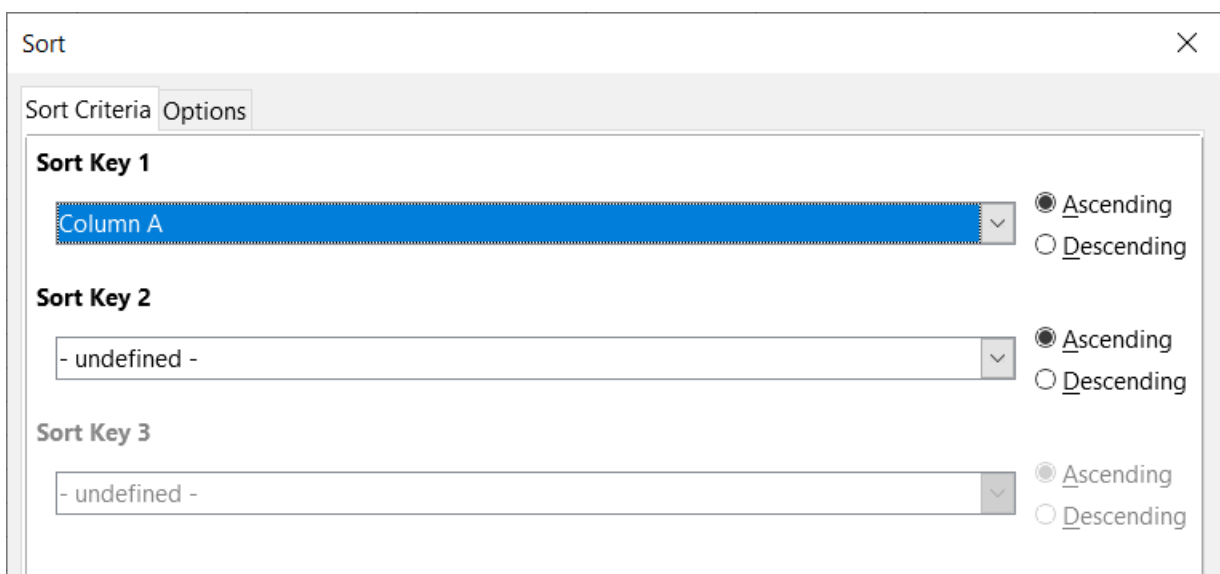 Sort
Sort Criteria Options
Sort Key 1
Column A
Ascending
Descending
Sort Key 2
- undefined -
Ascending
Descending
Sort Key 3
- undefined -
Ascending
Descending